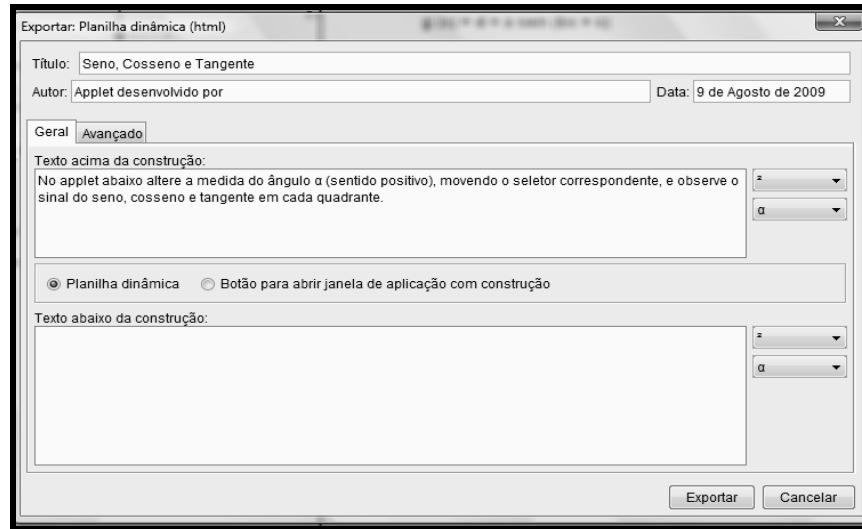 Exportar: Planilha dinâmica (html)
Título: Seno, Cosseno e Tangente
Autor: Applet desenvolvido por Data: 9 de Agosto de 2009
Geral Avançado
Texto acima da construção:
No applet abaixo altere a medida do ângulo α (sentido positivo), movendo o seletor correspondente, e observe o
sinal do seno, cosseno e tangente em cada quadrante.
²
α
Planilha dinâmica Botão para abrir janela de aplicação com construção
Texto abaixo da construção:
²
α
Exportar Cancelar